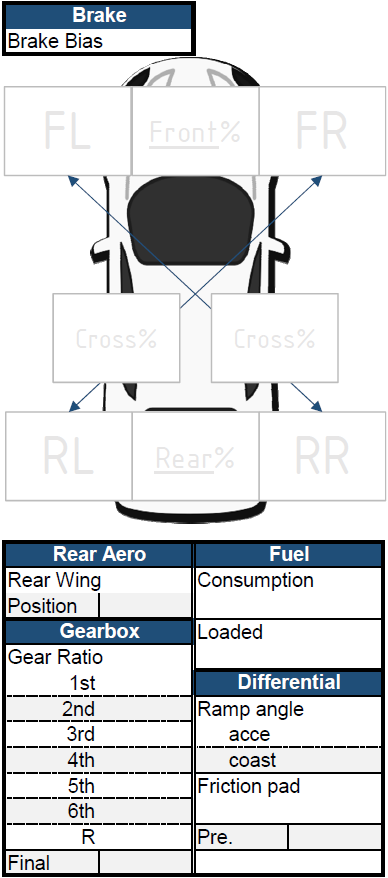 Brake
Brake Bias
FL Front% FR
Cross% Cross%
RL Rear% RR
Rear Aero Fuel
Rear Wing Consumption
Position
Gearbox Loaded
Gear Ratio
1st Differential
2nd Ramp angle
3rd acce
4th coast
5th Friction pad
6th
R Pre.
Final